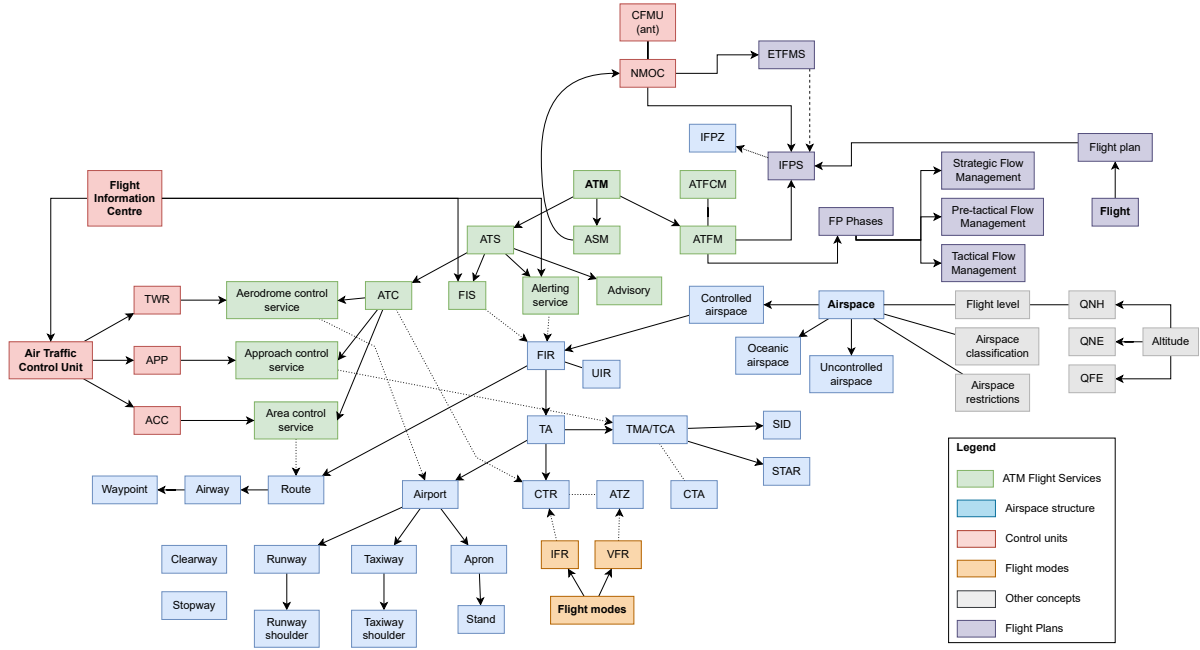 CFMU
(ant)
ETFMS
NMOC
IFPZ
IFPS
Flight plan
Strategic Flow
Management
Flight
Information
Centre
ATM
ATFCM
Pre-tactical Flow
Management
Flight
FP Phases
ATS
ASM
ATFM
Tactical Flow
Management
TWR
Aerodrome control
service
ATC
FIS
Alerting
service
Advisory
Controlled
airspace
Airspace
Flight level
QNH
Air Traffic
Control Unit
APP
Approach control
service
FIR
UIR
Oceanic
airspace
Uncontrolled
airspace
Airspace
classification
QNE
Altitude
Airspace
restrictions
QFE
ACC
Area control
service
TA
TMA/TCA
SID
STAR
Waypoint
Airway
Route
Airport
CTR
ATZ
CTA
Clearway
Runway
Taxiway
Apron
IFR
VFR
Stopway
Runway
shoulder
Taxiway
shoulder
Stand
Flight modes
Legend
ATM Flight Services
Airspace structure
Control units
Flight modes
Other concepts
Flight Plans